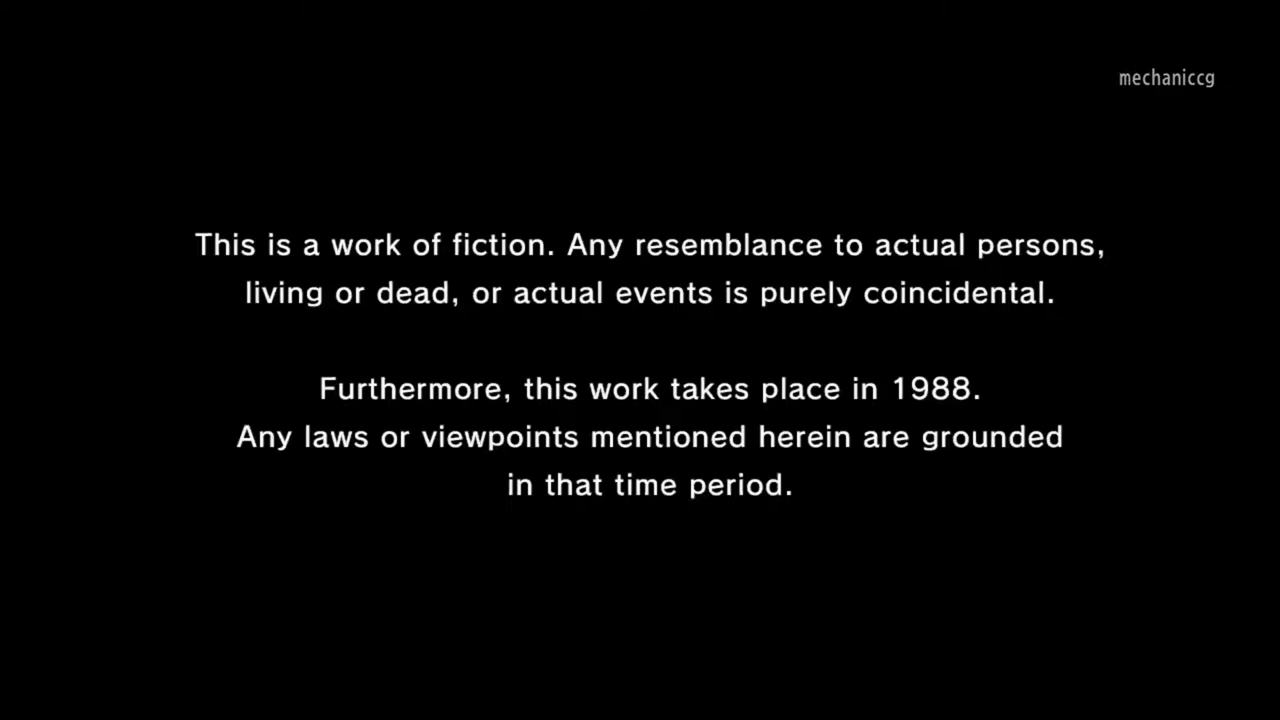 mechaniccg
This is a work of fiction. Any resemblance to actual persons,
living or dead, or actual events is purely coincidental.
Furthermore, this work takes place in 1988.
Any laws or viewpoints mentioned herein are grounded
in that time period.